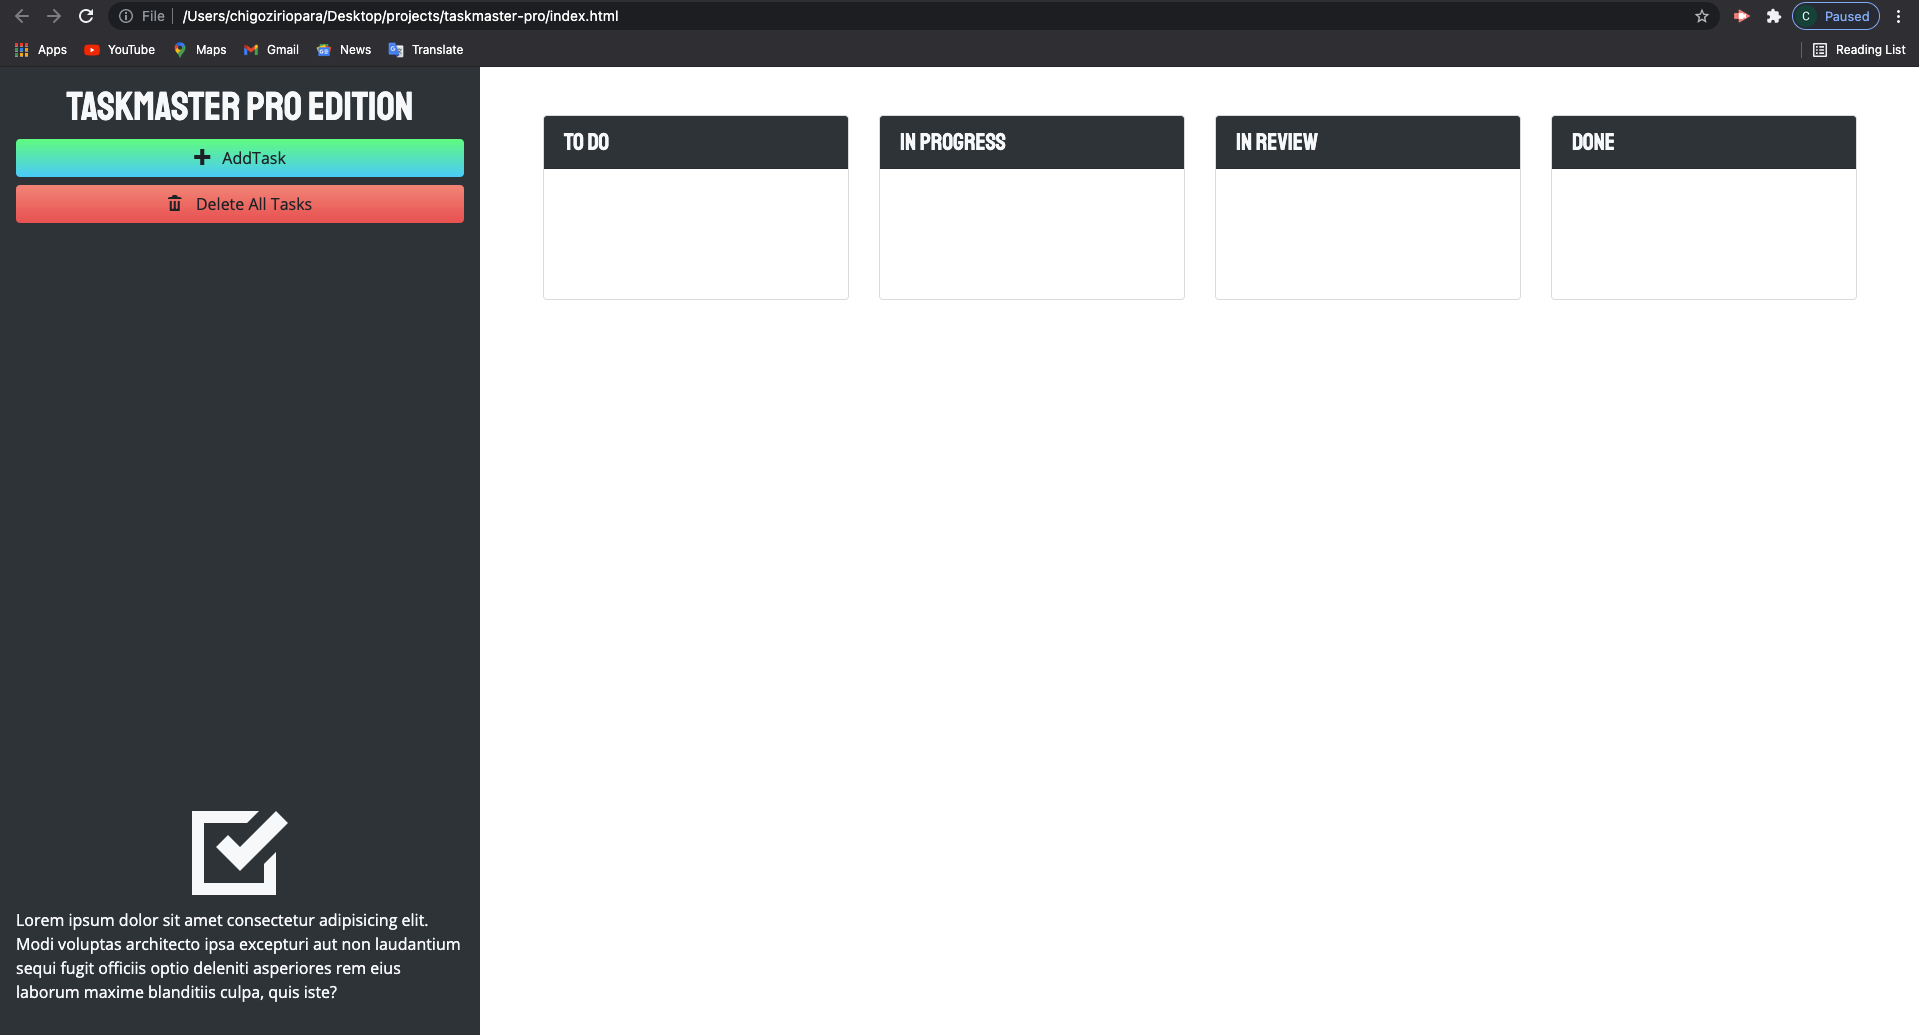 File /Users/chigoziriopara/Desktop/projects/taskmaster-pro/index.html C Paused
Apps YouTube Maps Gmail News Translate Reading List
TASKMASTER PRO EDITION
AddTask
Delete All Tasks
TO DO
IN PROGRESS
IN REVIEW
DONE
Lorem ipsum dolor sit amet consectetur adipisicing elit.
Modi voluptas architecto ipsa excepturi aut non laudantium
sequi fugit officiis optio deleniti asperiores rem eius
laborum maxime blanditiis culpa, quis iste?